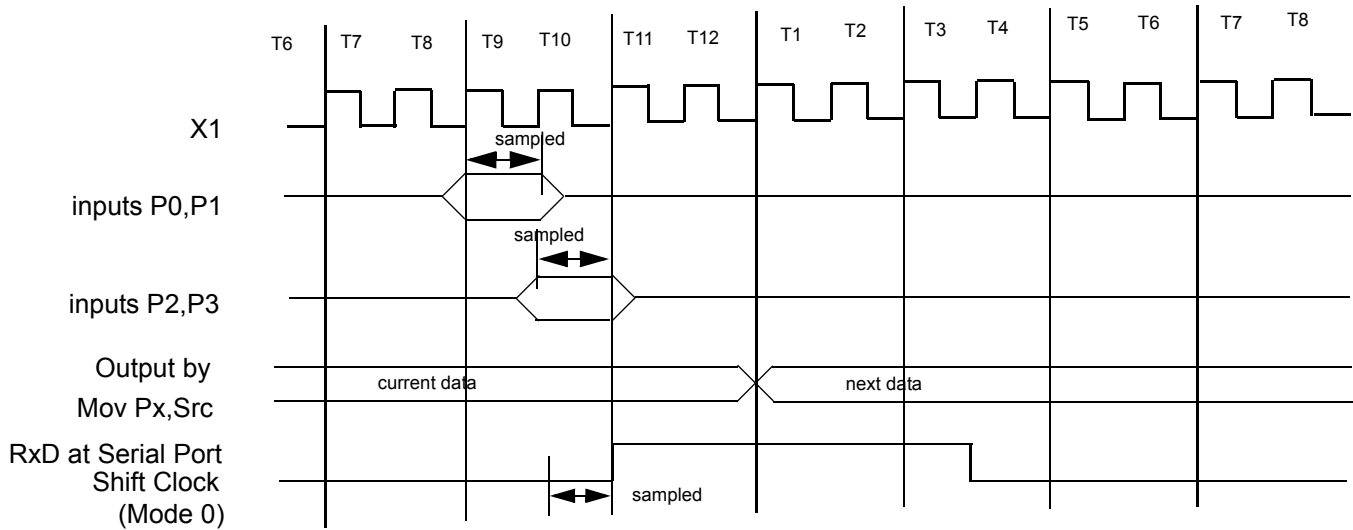 T6 T7 T8 T9 T10 T11 T12 T1 T2 T3 T4 T5 T6 T7 T8
X1
sampled
inputs P0,P1
sampled
inputs P2,P3
Output by
current data next data
Mov Px,Src
RxD at Serial Port
Shift Clock
sampled
(Mode 0)